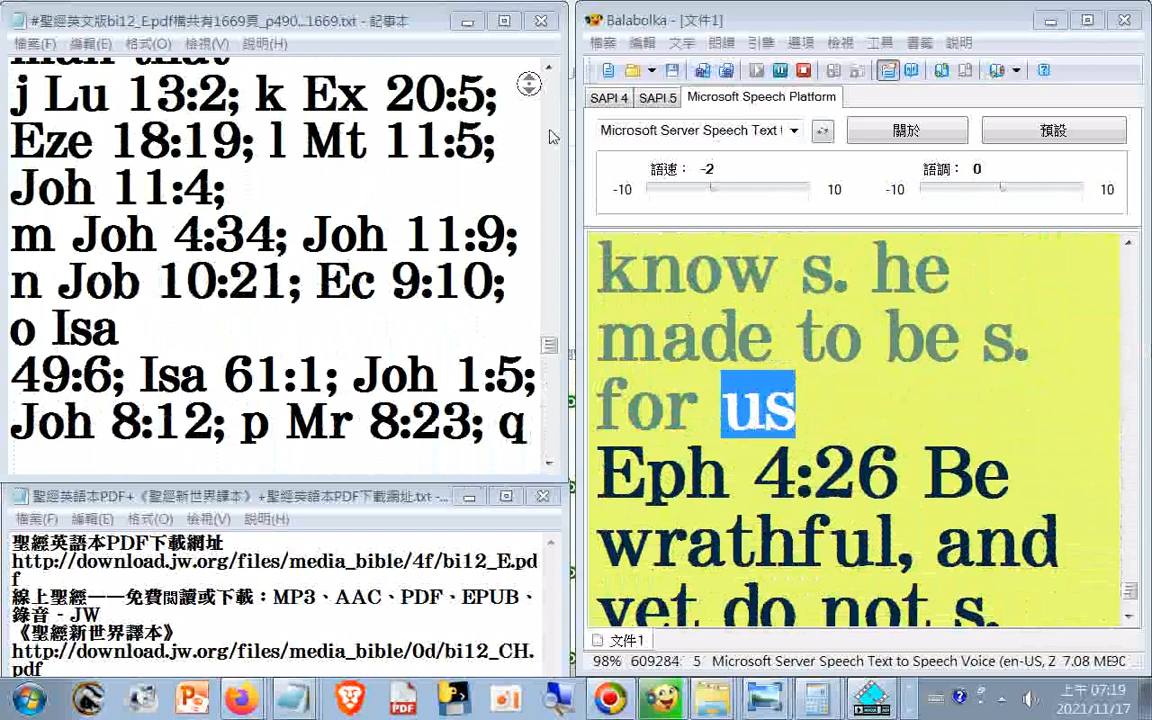 #聖經英文版bi12_E.pdf檔共有1669頁_p490...1669.txt - 記事本
檔案(F) 編輯(E) 格式(O) 檢視(V) 說明(H)
man that
j Lu 13:2; k Ex 20:5;
Eze 18:19; l Mt 11:5;
Joh 11:4;
m Joh 4:34; Joh 11:9;
n Job 10:21; Ec 9:10;
o Isa
49:6; Isa 61:1; Joh 1:5;
Joh 8:12; p Mr 8:23; q
聖經英語本PDF+《聖經新世界譯本》+聖經英語本PDF下載網址.txt -...
檔案(F) 編輯(E) 格式(O) 檢視(V) 說明(H)
聖經英語本PDF下載網址
http://download.jw.org/files/media_bible/4f/bi12_E.pd
f
線上聖經——免費閱讀或下載：MP3、AAC、PDF、EPUB、
錄音 - JW
《聖經新世界譯本》
http://download.jw.org/files/media_bible/0d/bi12_CH.
pdf
Balabolka - [文件1]
檔案 編輯 文字 朗讀 引擎 選項 檢視 工具 書籤 說明
SAPI 4 SAPI 5 Microsoft Speech Platform
Microsoft Server Speech Text 關於 預設
語速： -2 語調： 0
-10 10 -10 10
know s. he
made to be s.
for us
Eph 4:26 Be
wrathful, and
yet do not s.
文件1
98% 609284: 5 Microsoft Server Speech Text to Speech Voice (en-US, Z 7.08 ME
上午 07:19
2021/11/17